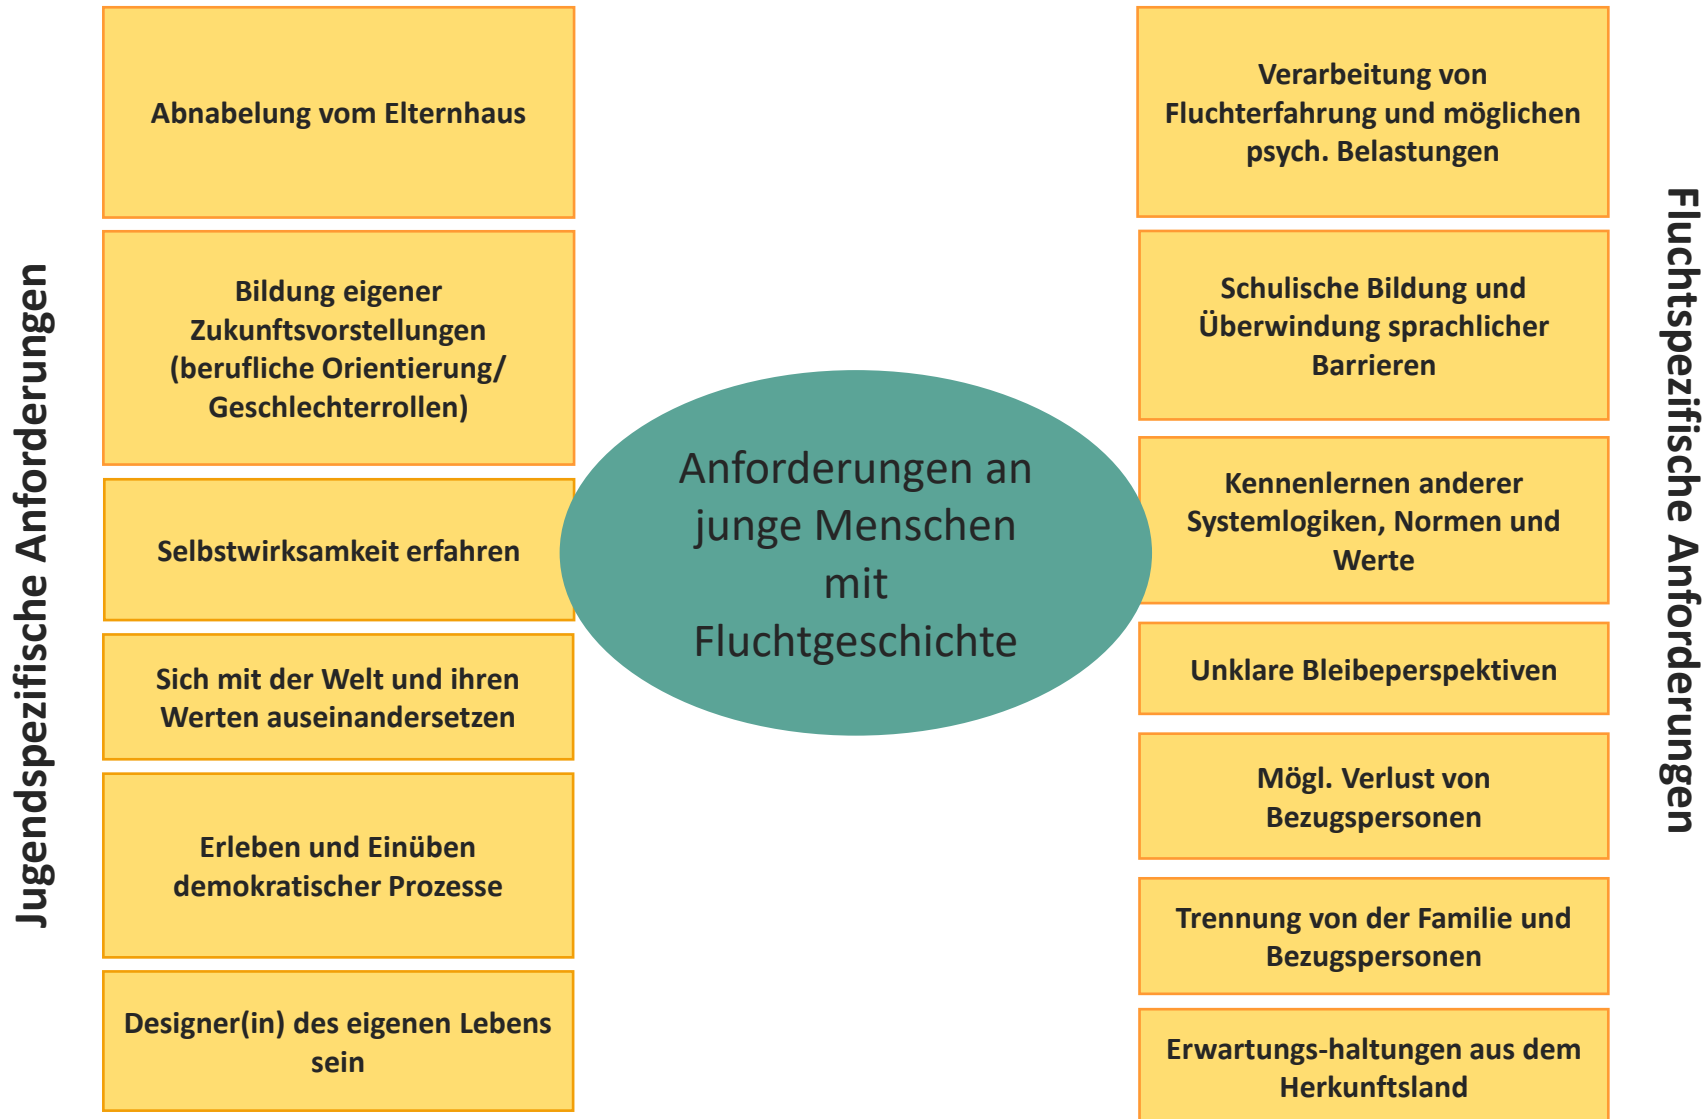 Jugendspezifische Anforderungen
Abnabelung vom Elternhaus
Bildung eigener
Zukunftsvorstellungen
(berufliche Orientierung/
Geschlechterrollen)
Selbstwirksamkeit erfahren
Sich mit der Welt und ihren
Werten auseinandersetzen
Erleben und Einüben
demokratischer Prozesse
Designer(in) des eigenen Lebens
sein
Anforderungen an
junge Menschen
mit
Fluchtgeschichte
Verarbeitung von
Fluchterfahrung und möglichen
psych. Belastungen
Schulische Bildung und
Überwindung sprachlicher
Barrieren
Kennenlernen anderer
Systemlogiken, Normen und
Werte
Unklare Bleibeperspektiven
Mögl. Verlust von
Bezugspersonen
Trennung von der Familie und
Bezugspersonen
Erwartungs-haltungen aus dem
Herkunftsland
Fluchtspezifische Anforderungen